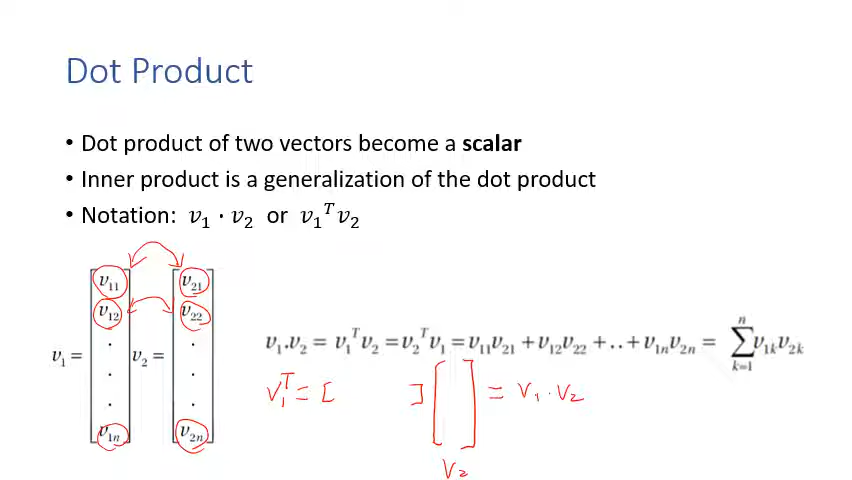 Dot Product
• Dot product of two vectors become a scalar
• Inner product is a generalization of the dot product
• Notation: v₁ · v₂ or v₁ᵀv₂
v₁ = [v₁₁ v₁₂ . . . v₁ₙ] v₂ = [v₂₁ v₂₂ . . . v₂ₙ]
v₁.v₂ = v₁ᵀv₂ = v₂ᵀv₁ = v₁₁v₂₁ + v₁₂v₂₂ + . . + v₁ₙv₂ₙ = ∑ₖ₌₁ⁿ v₁ₖv₂ₖ
v₁ᵀ = [ ] [ ] = v₁ · v₂
v₂